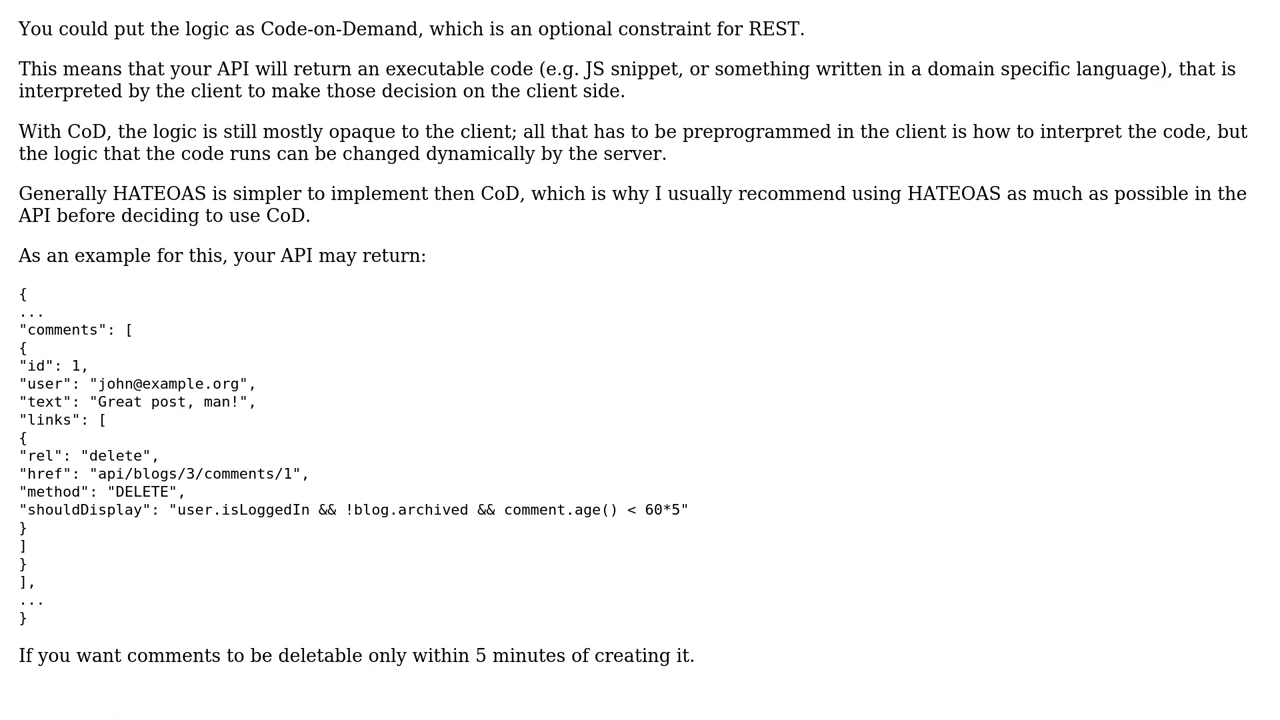 You could put the logic as Code-on-Demand, which is an optional constraint for REST.
This means that your API will return an executable code (e.g. JS snippet, or something written in a domain specific language), that is
interpreted by the client to make those decision on the client side.
With CoD, the logic is still mostly opaque to the client; all that has to be preprogrammed in the client is how to interpret the code, but
the logic that the code runs can be changed dynamically by the server.
Generally HATEOAS is simpler to implement then CoD, which is why I usually recommend using HATEOAS as much as possible in the
API before deciding to use CoD.
As an example for this, your API may return:
{
...
"comments": [
{
"id": 1,
"user": "john@example.org",
"text": "Great post, man!",
"links": [
{
"rel": "delete",
"href": "api/blogs/3/comments/1",
"method": "DELETE",
"shouldDisplay": "user.isLoggedIn && !blog.archived && comment.age() < 60*5"
}
]
}
],
...
}
If you want comments to be deletable only within 5 minutes of creating it.